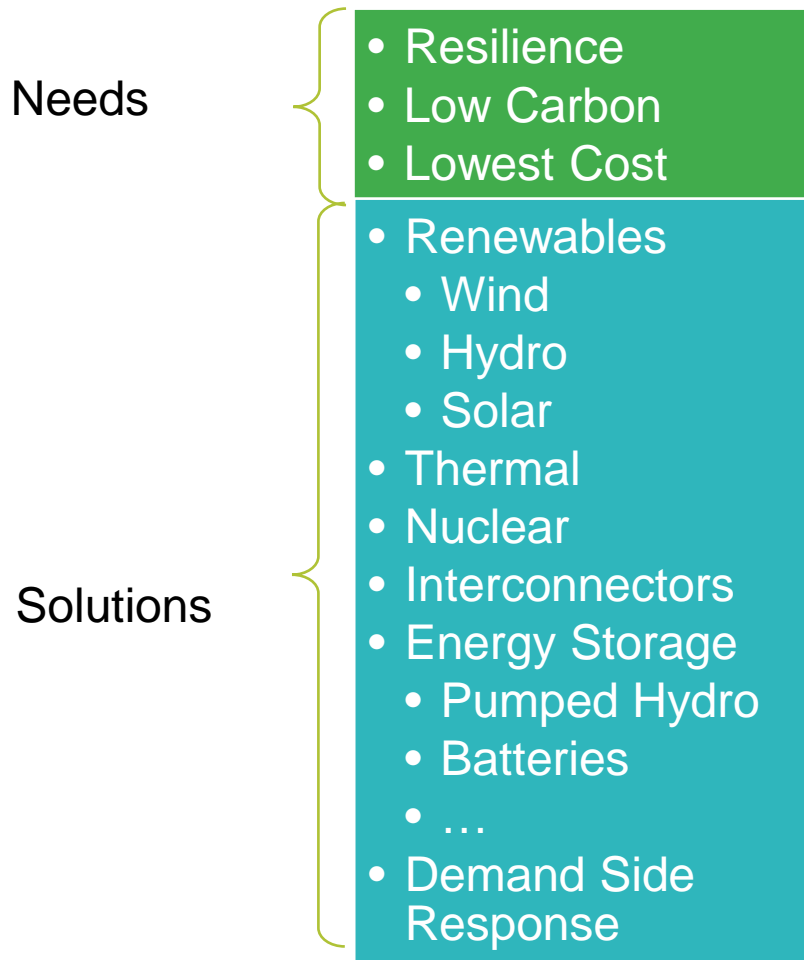 Needs
• Resilience
• Low Carbon
• Lowest Cost
Solutions
• Renewables
• Wind
• Hydro
• Solar
• Thermal
• Nuclear
• Interconnectors
• Energy Storage
• Pumped Hydro
• Batteries
• …
• Demand Side
Response